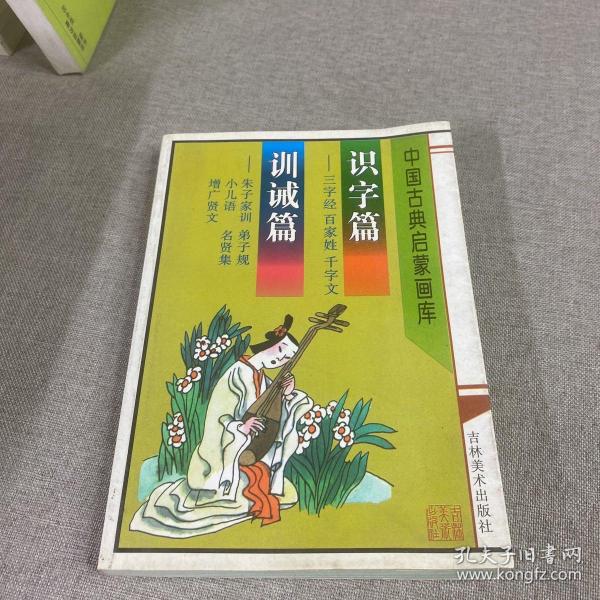 中国古典启蒙画库
识字篇
——三字经 百家姓 千字文
训诫篇
——朱子家训 弟子规
小儿语 名贤集
增广贤文
吉林美术出版社
孔夫子旧书网
www.kongfz.com